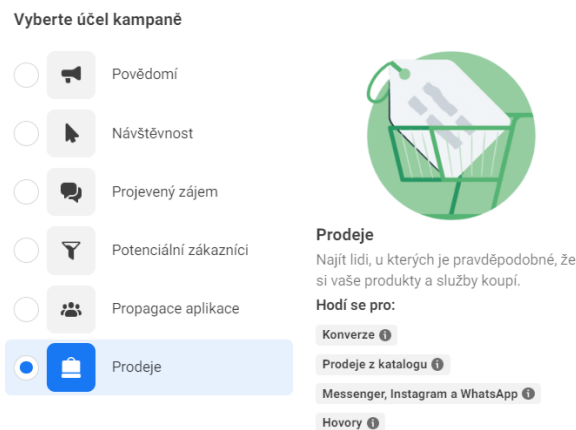 Vyberte účel kampaně
Povědomí
Návštěvnost
Projevený zájem
Potenciální zákazníci
Propagace aplikace
Prodeje
Prodeje
Najít lidi, u kterých je pravděpodobné, že
si vaše produkty a služby koupí.
Hodí se pro:
Konverze
Prodeje z katalogu
Messenger, Instagram a WhatsApp
Hovory